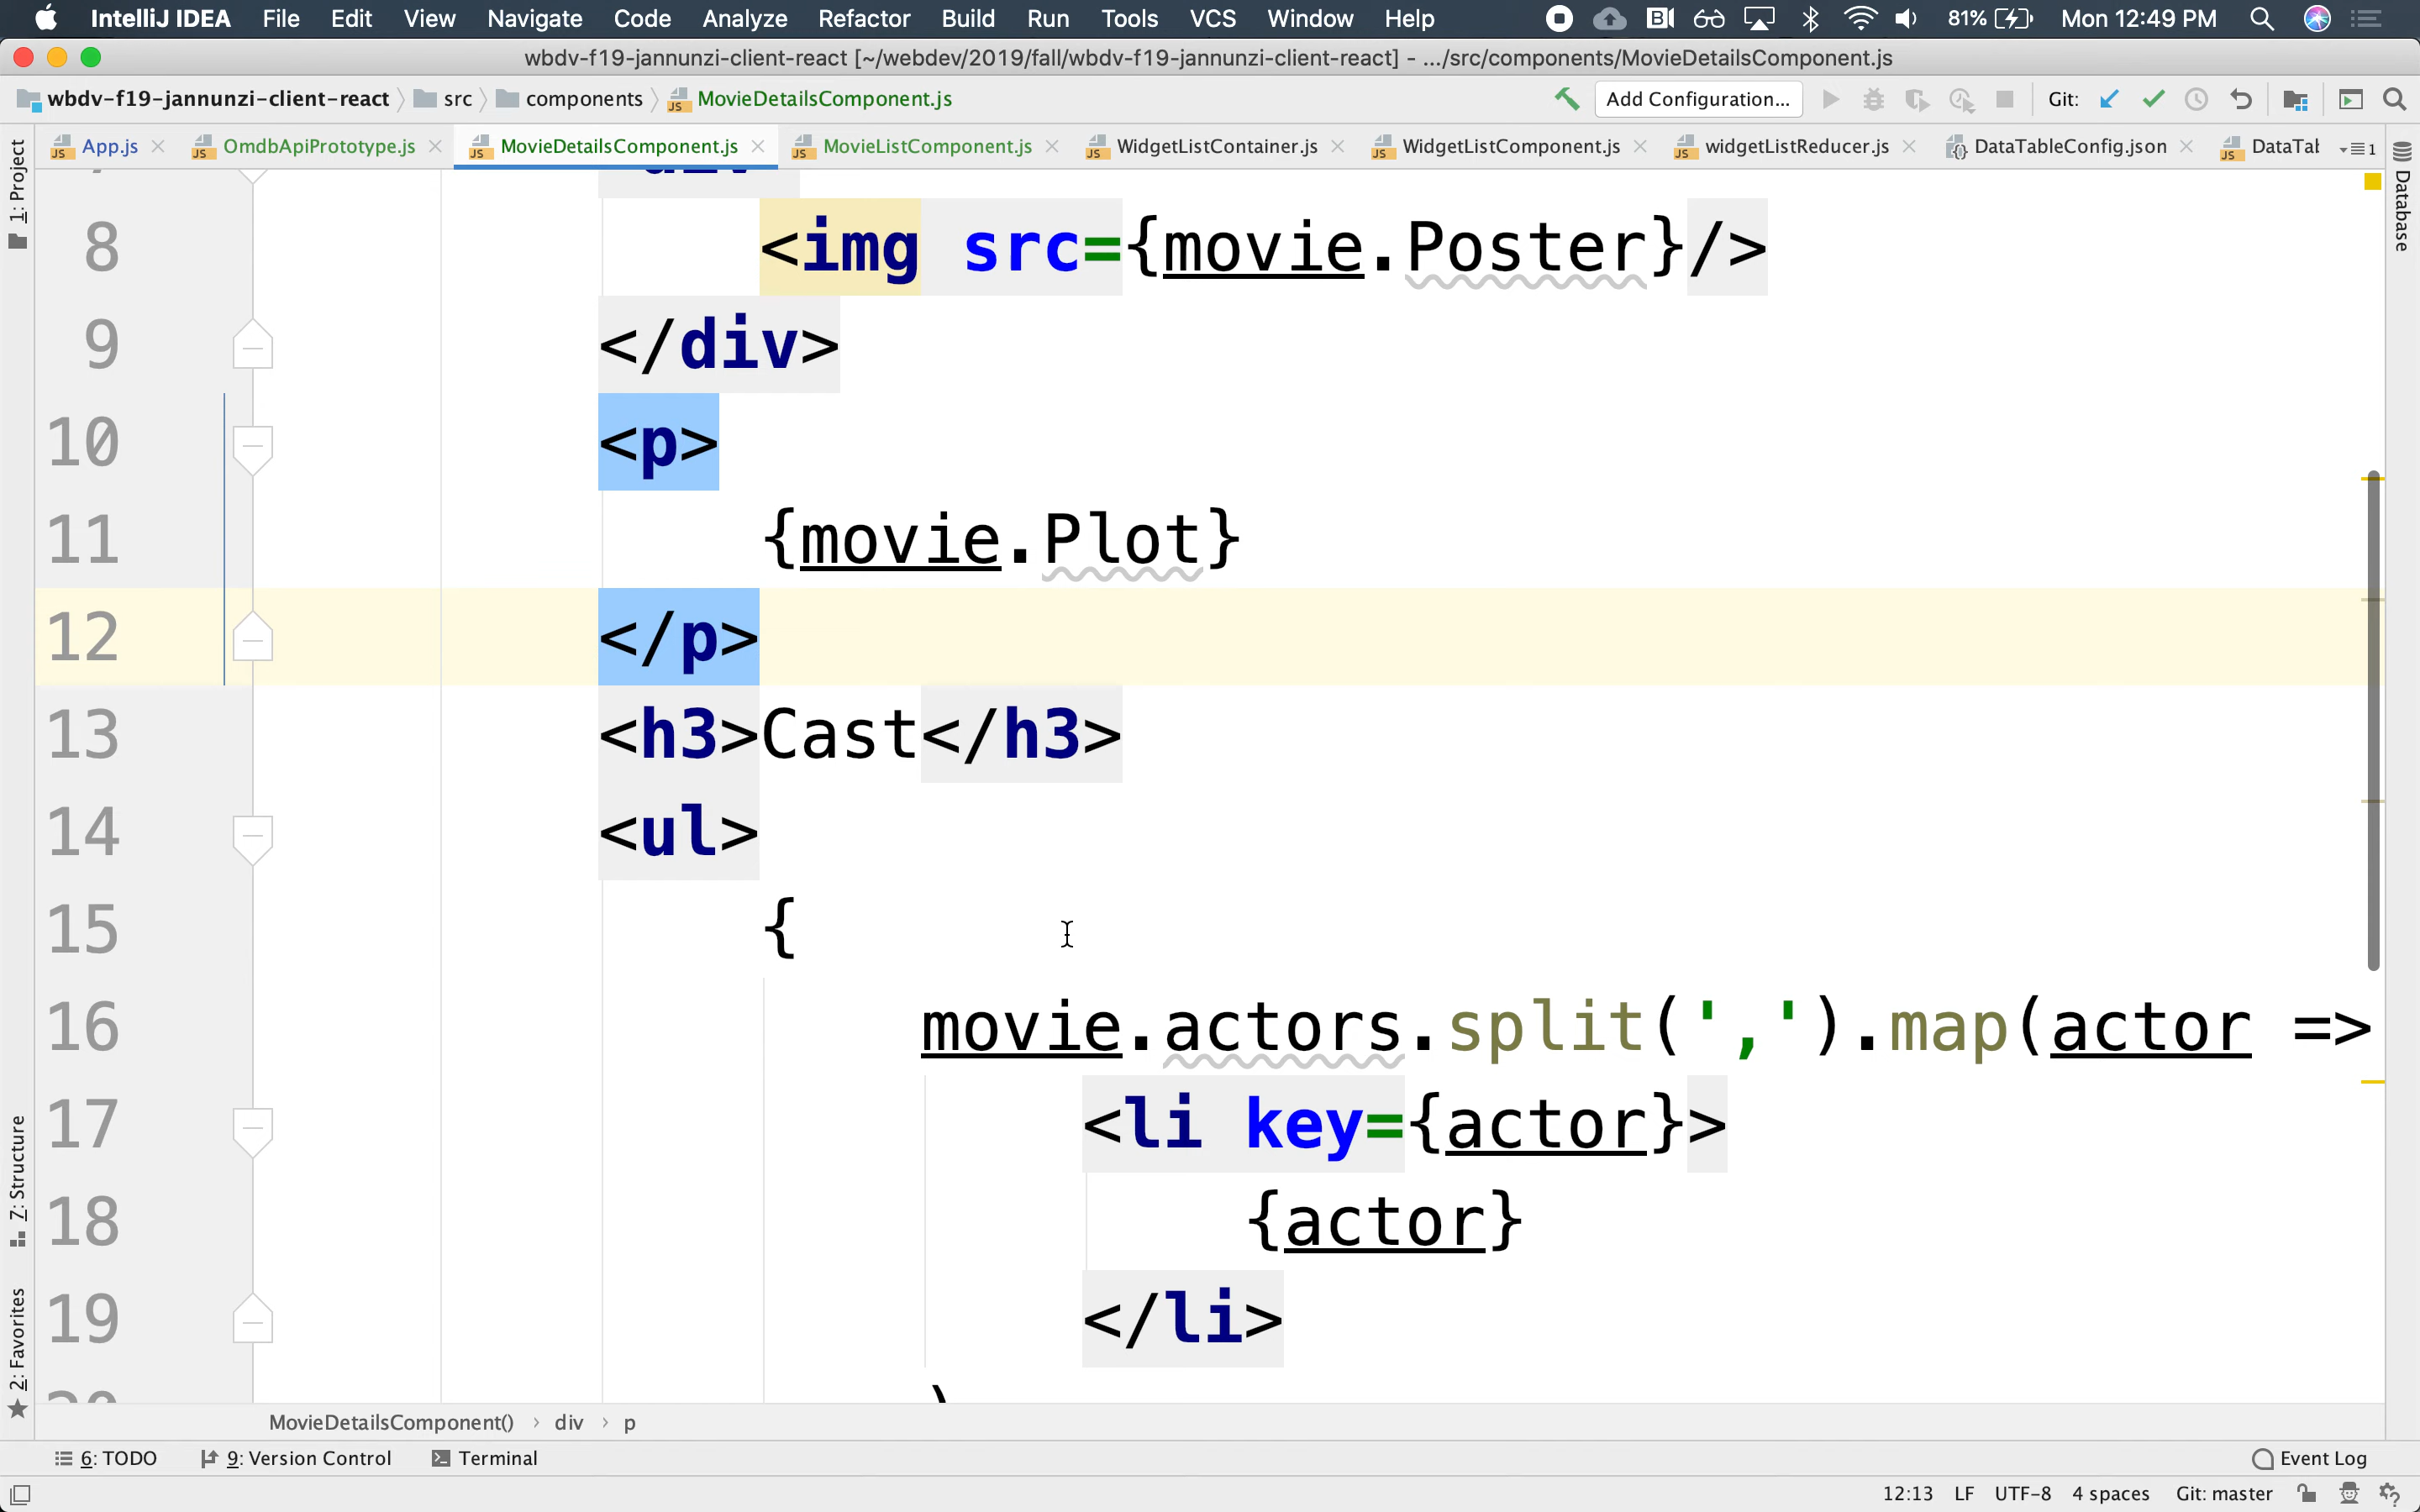 IntelliJ IDEA File Edit View Navigate Code Analyze Refactor Build Run Tools VCS Window Help 81% Mon 12:49 PM
wbdv-f19-jannunzi-client-react [~/webdev/2019/fall/wbdv-f19-jannunzi-client-react] - .../src/components/MovieDetailsComponent.js
wbdv-f19-jannunzi-client-react src components MovieDetailsComponent.js Add Configuration... Git:
App.js OmdbApiPrototype.js MovieDetailsComponent.js MovieListComponent.js WidgetListContainer.js WidgetListComponent.js widgetListReducer.js DataTableConfig.json DataTab 1
1: Project
Database
8 <img src={movie.Poster}/>
9 </div>
10 <p>
11 {movie.Plot}
12 </p>
13 <h3>Cast</h3>
14 <ul>
15 {
16 movie.actors.split(',').map(actor =>
17 <li key={actor}>
18 {actor}
19 </li>
20 )
7: Structure
2: Favorites
MovieDetailsComponent() › div › p
6: TODO 9: Version Control Terminal Event Log
12:13 LF UTF-8 4 spaces Git: master